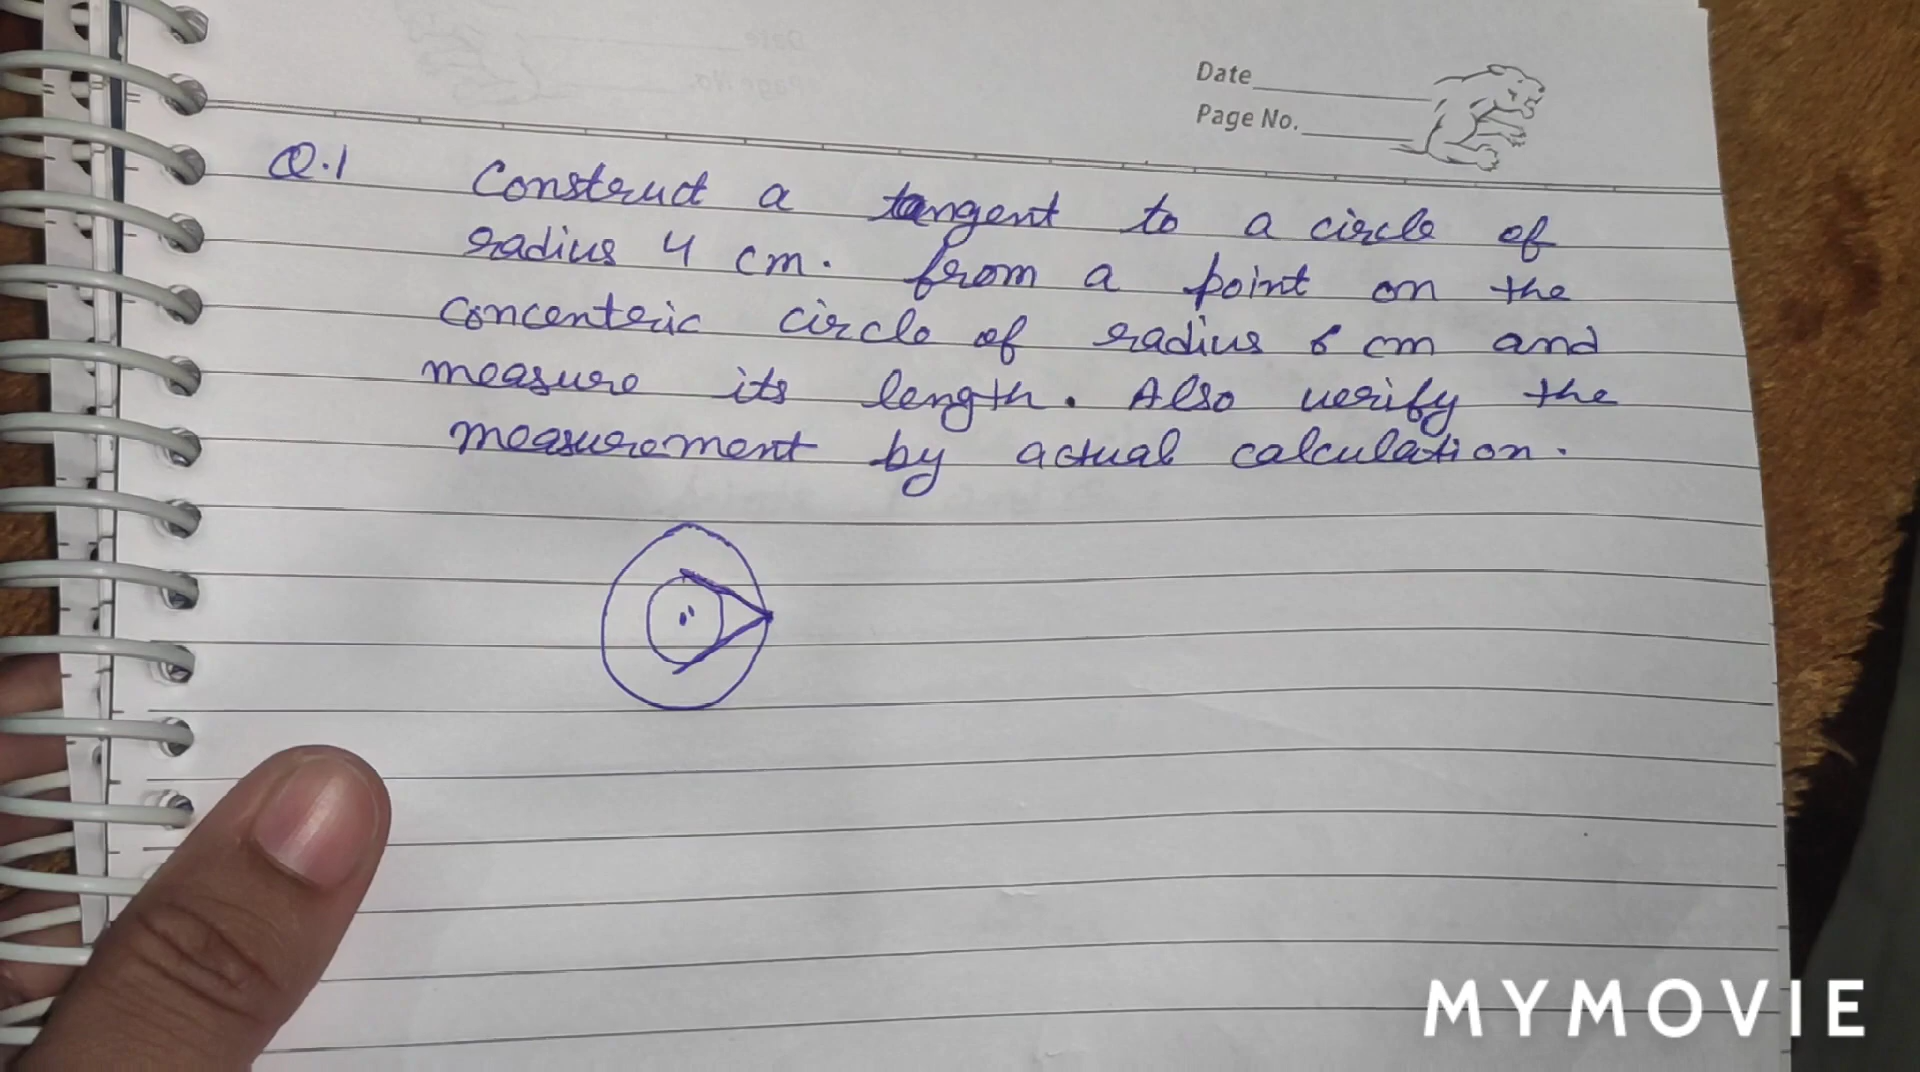 Date
Page No.
Q.1 Construct a tangent to a circle of
radius 4 cm. from a point on the
concentric circle of radius 6 cm and
measure its length. Also verify the
measurement by actual calculation.
MYMOVIE